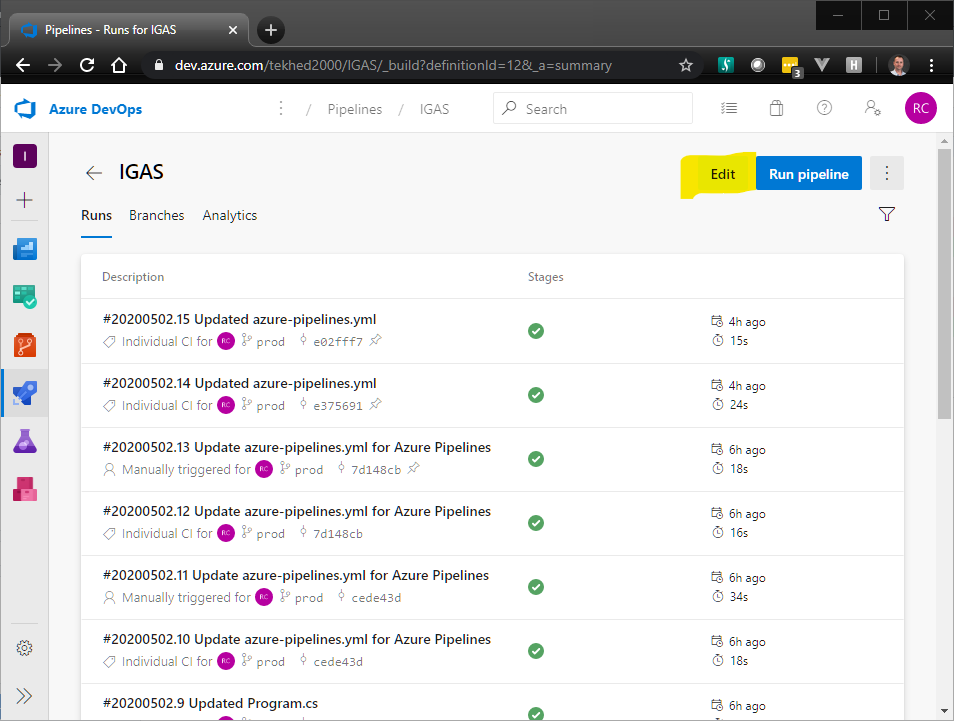 Pipelines - Runs for IGAS
dev.azure.com/tekhed2000/IGAS/_build?definitionId=12&_a=summary
3
H
Azure DevOps
/ Pipelines / IGAS
Search
RC
I
IGAS
Edit
Run pipeline
Runs
Branches
Analytics
Description
Stages
#20200502.15 Updated azure-pipelines.yml
4h ago
Individual CI for RC prod e02fff7
15s
#20200502.14 Updated azure-pipelines.yml
4h ago
Individual CI for RC prod e375691
24s
#20200502.13 Update azure-pipelines.yml for Azure Pipelines
6h ago
Manually triggered for RC prod 7d148cb
18s
#20200502.12 Update azure-pipelines.yml for Azure Pipelines
6h ago
Individual CI for RC prod 7d148cb
16s
#20200502.11 Update azure-pipelines.yml for Azure Pipelines
6h ago
Manually triggered for RC prod cede43d
34s
#20200502.10 Update azure-pipelines.yml for Azure Pipelines
6h ago
Individual CI for RC prod cede43d
18s
#20200502.9 Updated Program.cs
6h ago